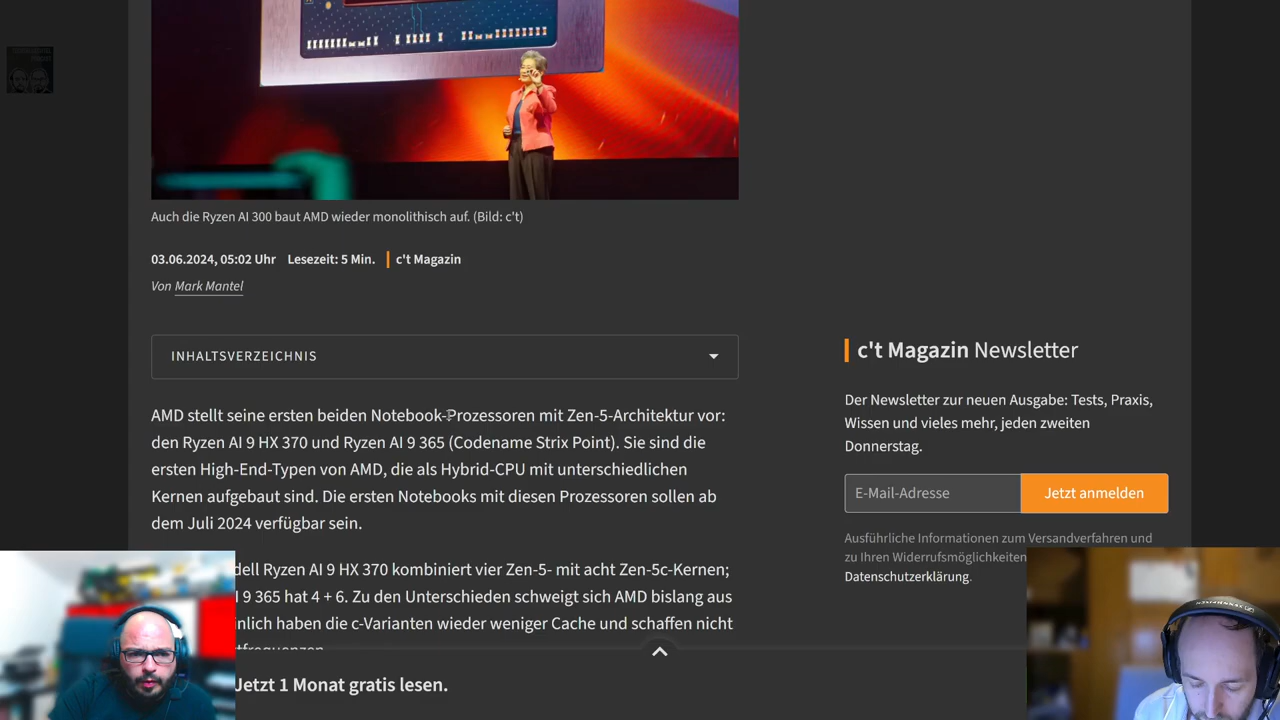 Auch die Ryzen AI 300 baut AMD wieder monolithisch auf. (Bild: c't)
03.06.2024, 05:02 Uhr Lesezeit: 5 Min. c't Magazin
Von Mark Mantel
INHALTSVERZEICHNIS
AMD stellt seine ersten beiden Notebook-Prozessoren mit Zen-5-Architektur vor:
den Ryzen AI 9 HX 370 und Ryzen AI 9 365 (Codename Strix Point). Sie sind die
ersten High-End-Typen von AMD, die als Hybrid-CPU mit unterschiedlichen
Kernen aufgebaut sind. Die ersten Notebooks mit diesen Prozessoren sollen ab
dem Juli 2024 verfügbar sein.
dell Ryzen AI 9 HX 370 kombiniert vier Zen-5- mit acht Zen-5c-Kernen;
I 9 365 hat 4 + 6. Zu den Unterschieden schweigt sich AMD bislang aus
inlich haben die c-Varianten wieder weniger Cache und schaffen nicht
Jetzt 1 Monat gratis lesen.
c't Magazin Newsletter
Der Newsletter zur neuen Ausgabe: Tests, Praxis,
Wissen und vieles mehr, jeden zweiten
Donnerstag.
E-Mail-Adresse
Jetzt anmelden
Ausführliche Informationen zum Versandverfahren und
zu Ihren Widerrufsmöglichkeiten
Datenschutzerklärung.